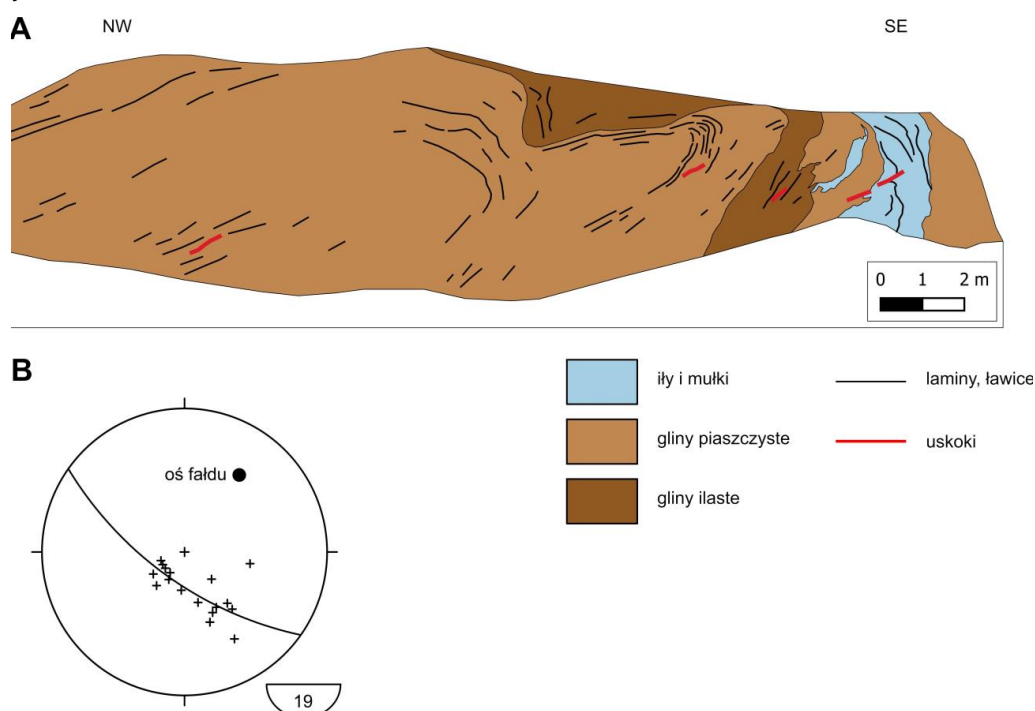 A NW SE
0 1 2 m
B
iły i mułki
laminy, ławice
gliny piaszczyste
uskoki
gliny ilaste
oś fałdu
19